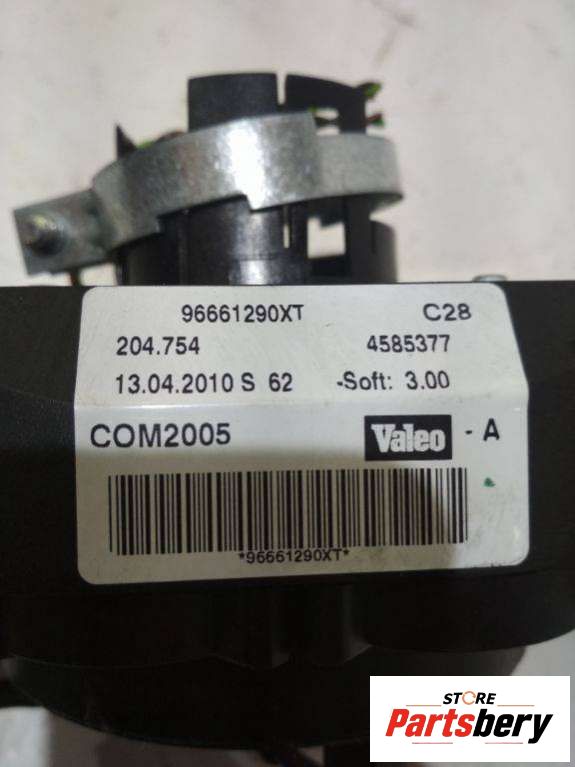 96661290XT C28
204.754 4585377
13.04.2010 S 62 -Soft: 3.00
COM2005 Valeo - A
*96661290XT*
STORE
Partsbery